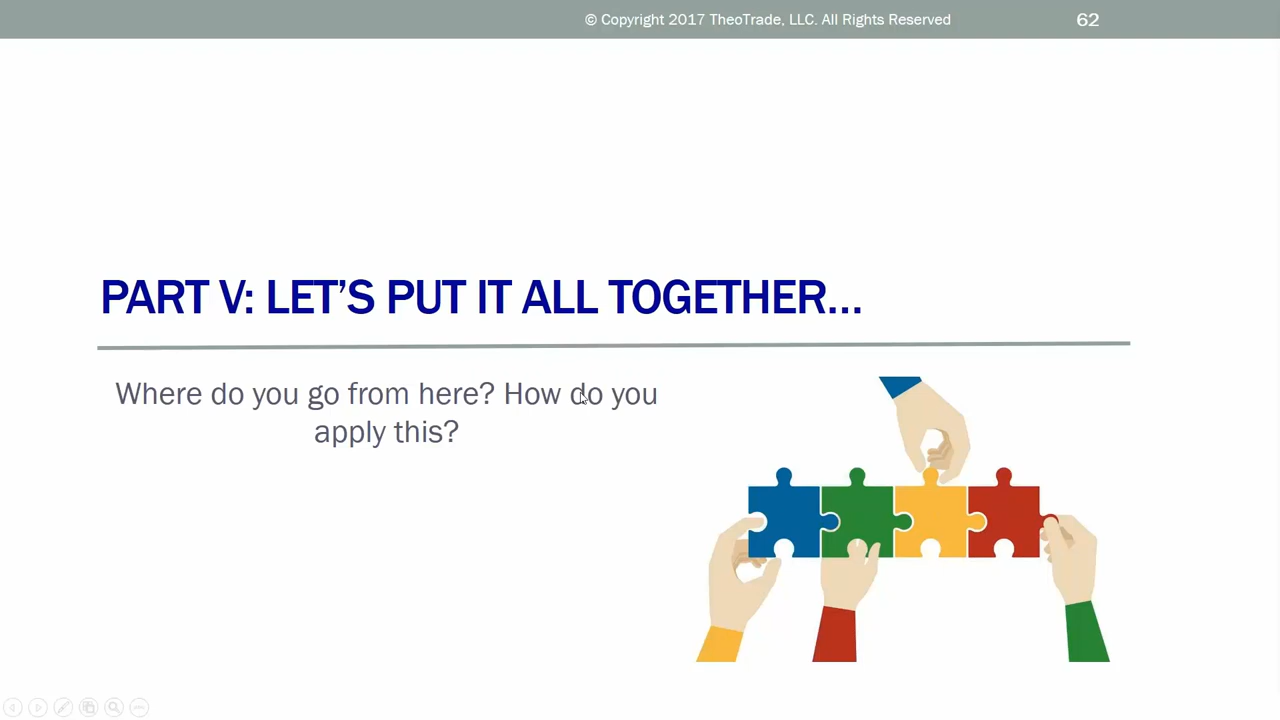 © Copyright 2017 TheoTrade, LLC. All Rights Reserved
62
PART V: LET’S PUT IT ALL TOGETHER…
Where do you go from here? How do you
apply this?